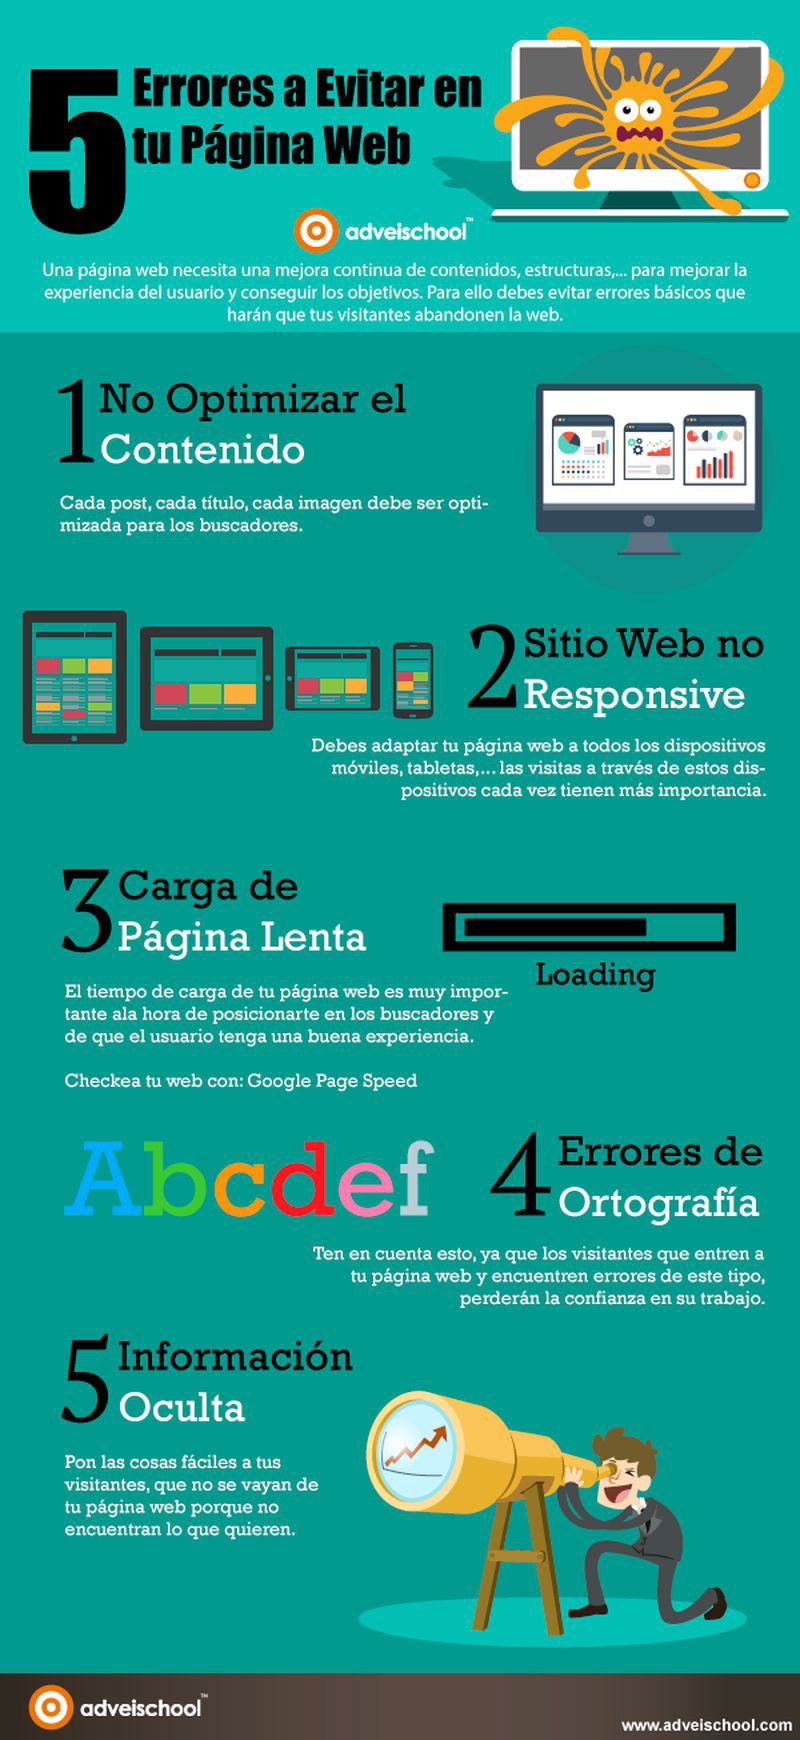 5 Errores a Evitar en
tu Página Web
adveischool™
Una página web necesita una mejora continua de contenidos, estructuras,... para mejorar la
experiencia del usuario y conseguir los objetivos. Para ello debes evitar errores básicos que
harán que tus visitantes abandonen la web.
1 No Optimizar el
Contenido
Cada post, cada título, cada imagen debe ser opti-
mizada para los buscadores.
2 Sitio Web no
Responsive
Debes adaptar tu página web a todos los dispositivos
móviles, tabletas,... las visitas a través de estos dis-
positivos cada vez tienen más importancia.
3 Carga de
Página Lenta
Loading
El tiempo de carga de tu página web es muy impor-
tante ala hora de posicionarte en los buscadores y
de que el usuario tenga una buena experiencia.
Checkea tu web con: Google Page Speed
Abcdef
4 Errores de
Ortografía
Ten en cuenta esto, ya que los visitantes que entren a
tu página web y encuentren errores de este tipo,
perderán la confianza en su trabajo.
5 Información
Oculta
Pon las cosas fáciles a tus
visitantes, que no se vayan de
tu página web porque no
encuentran lo que quieren.
adveischool™
www.adveischool.com